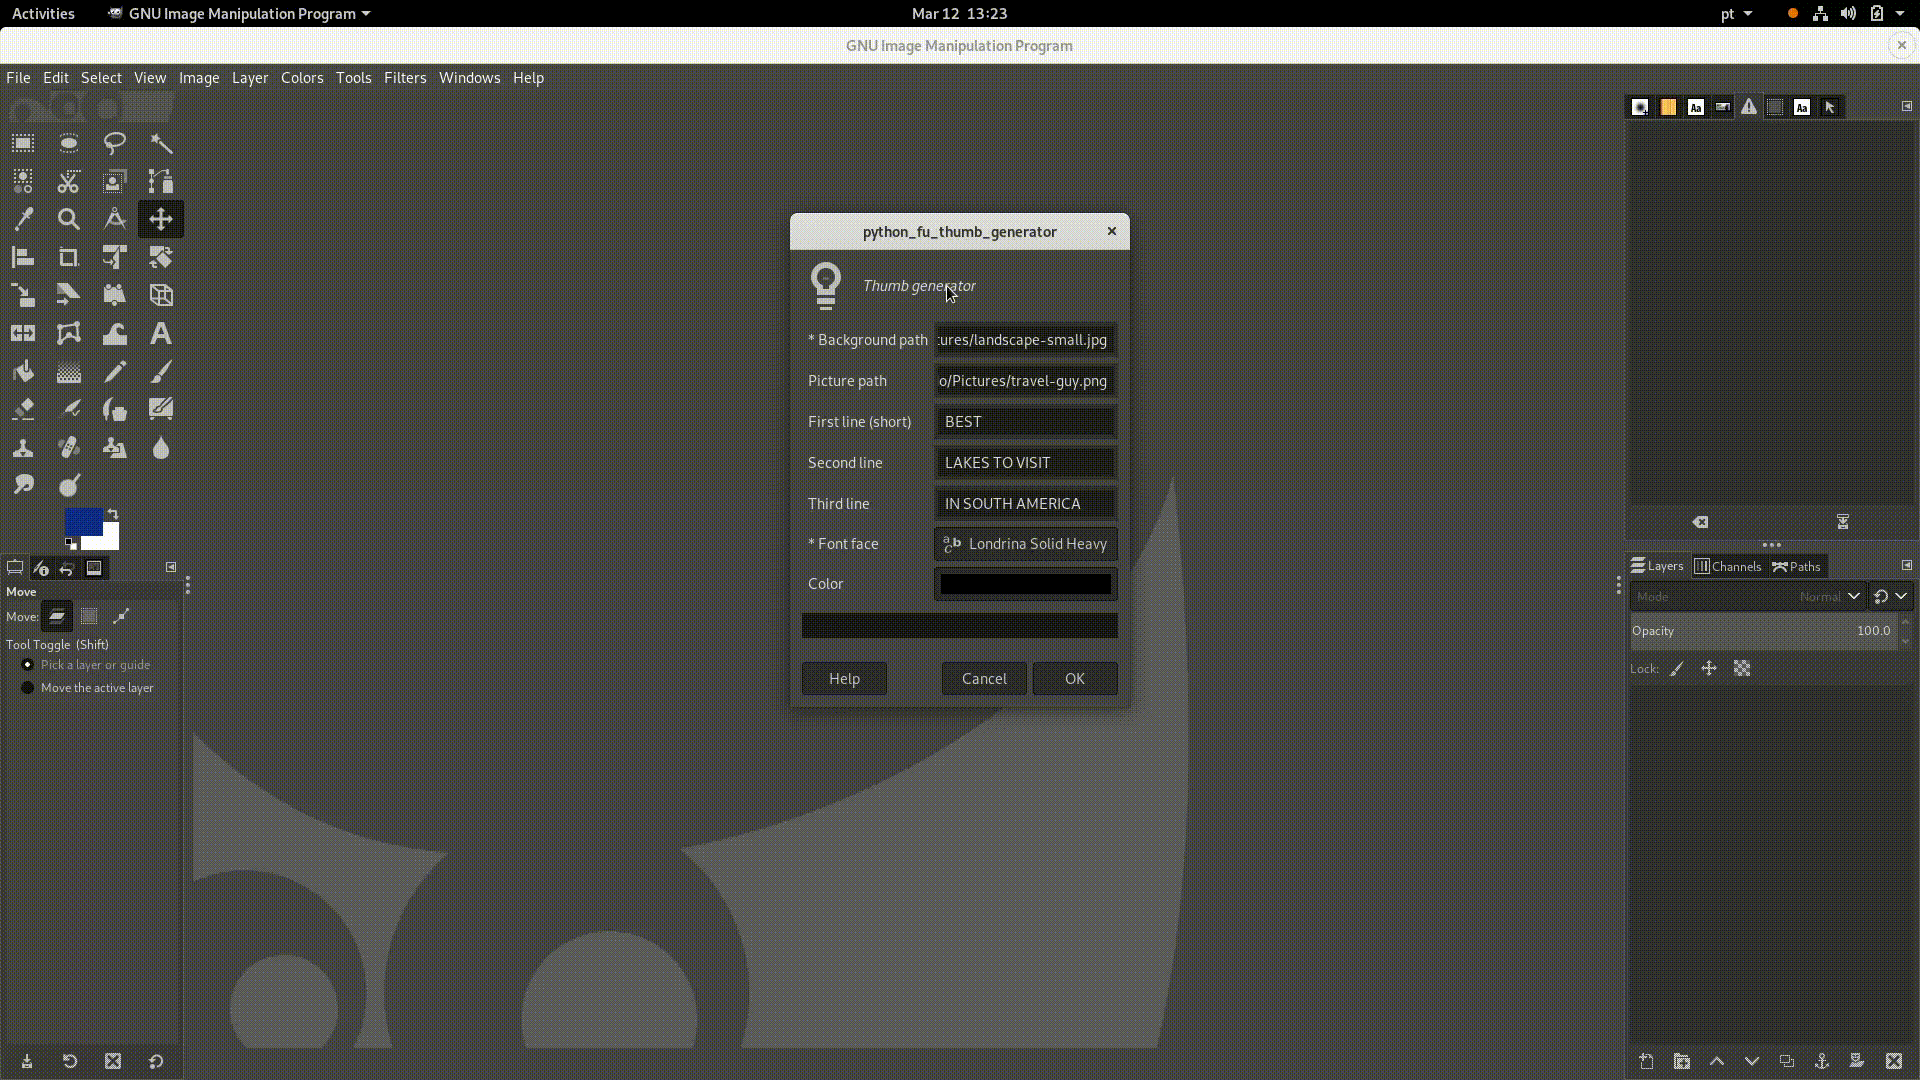 Activities GNU Image Manipulation Program Mar 12 13:23 pt
GNU Image Manipulation Program
File Edit Select View Image Layer Colors Tools Filters Windows Help
python_fu_thumb_generator
Thumb generator
* Background path tures/landscape-small.jpg
Picture path o/Pictures/travel-guy.png
First line (short) BEST
Second line LAKES TO VISIT
Third line IN SOUTH AMERICA
* Font face Londrina Solid Heavy
Color
Help Cancel OK
Move
Move:
Tool Toggle (Shift)
Pick a layer or guide
Move the active layer
Layers Channels Paths
Mode Normal
Opacity 100.0
Lock: